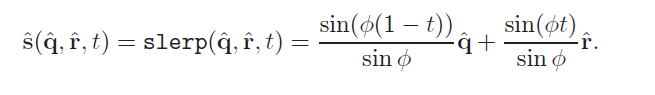 ŝ(q̂, r̂, t) = slerp(q̂, r̂, t) = sin(ϕ(1 − t)) / sin ϕ q̂ + sin(ϕt) / sin ϕ r̂.